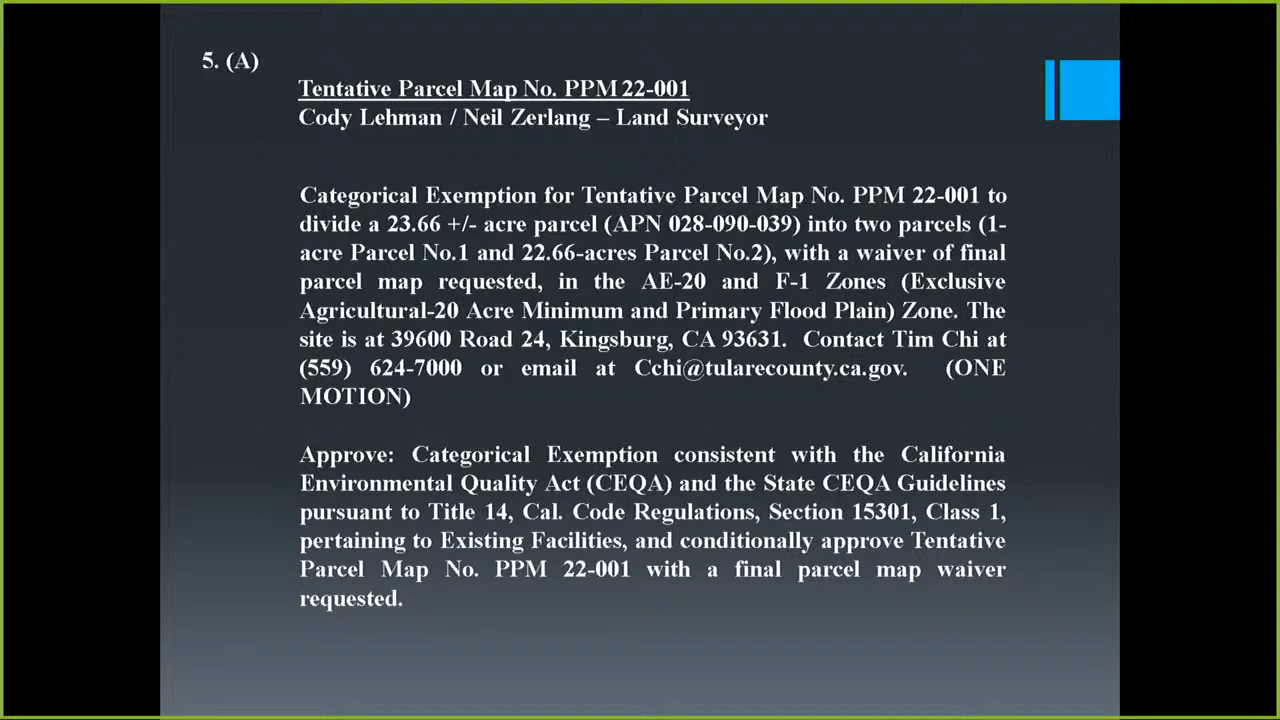 5. (A)
Tentative Parcel Map No. PPM 22-001
Cody Lehman / Neil Zerlang – Land Surveyor
Categorical Exemption for Tentative Parcel Map No. PPM 22-001 to
divide a 23.66 +/- acre parcel (APN 028-090-039) into two parcels (1-
acre Parcel No.1 and 22.66-acres Parcel No.2), with a waiver of final
parcel map requested, in the AE-20 and F-1 Zones (Exclusive
Agricultural-20 Acre Minimum and Primary Flood Plain) Zone. The
site is at 39600 Road 24, Kingsburg, CA 93631. Contact Tim Chi at
(559) 624-7000 or email at Cchi@tularecounty.ca.gov. (ONE
MOTION)
Approve: Categorical Exemption consistent with the California
Environmental Quality Act (CEQA) and the State CEQA Guidelines
pursuant to Title 14, Cal. Code Regulations, Section 15301, Class 1,
pertaining to Existing Facilities, and conditionally approve Tentative
Parcel Map No. PPM 22-001 with a final parcel map waiver
requested.